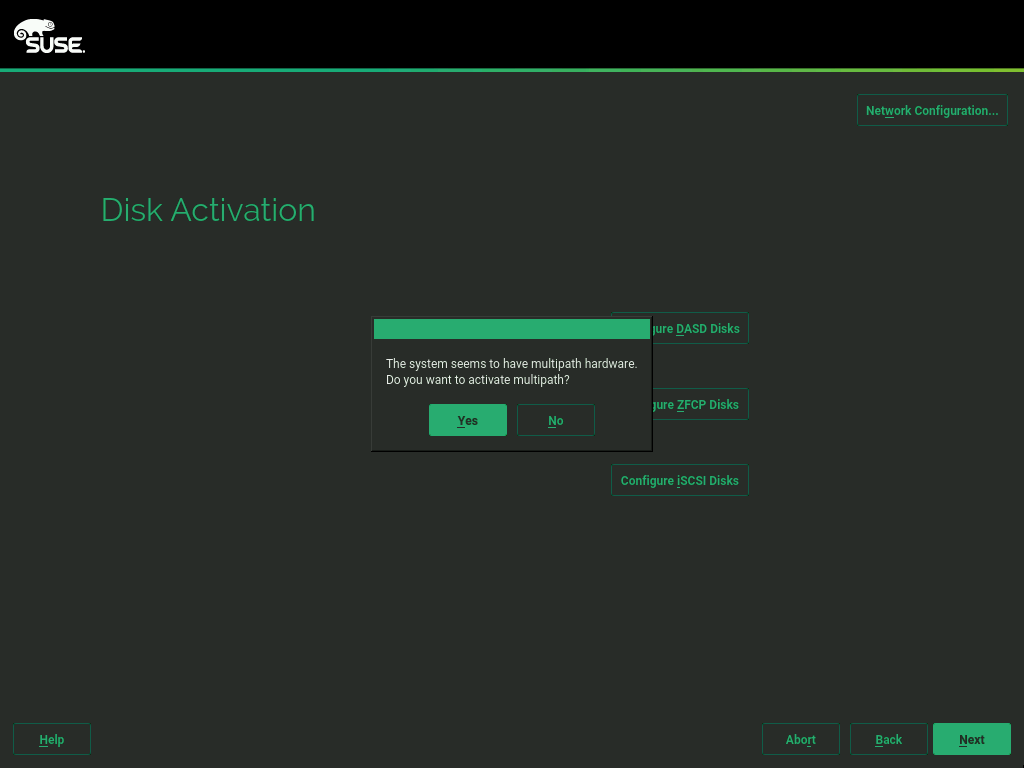 SUSE.
Network Configuration...
Disk Activation
gure DASD Disks
The system seems to have multipath hardware.
Do you want to activate multipath?
gure ZFCP Disks
Yes
No
Configure iSCSI Disks
Help
Abort
Back
Next